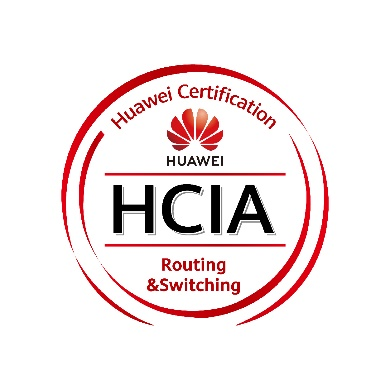 Huawei Certification
HUAWEI
HCIA
Routing
&Switching